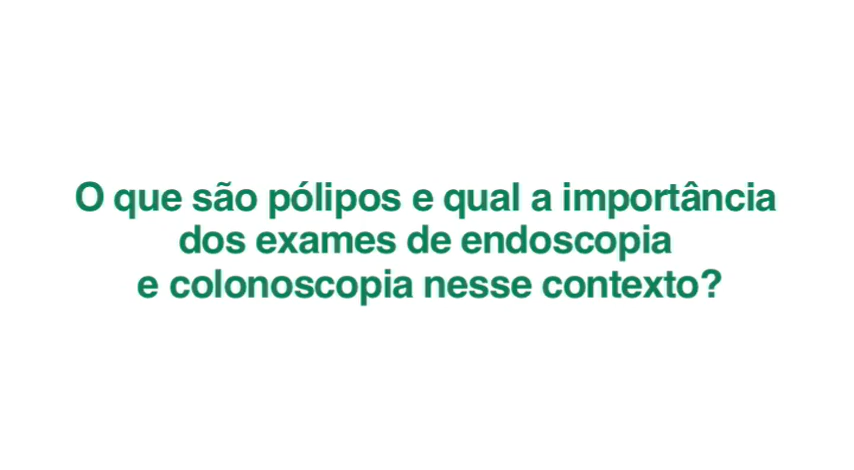 O que são pólipos e qual a importância
dos exames de endoscopia
e colonoscopia nesse contexto?